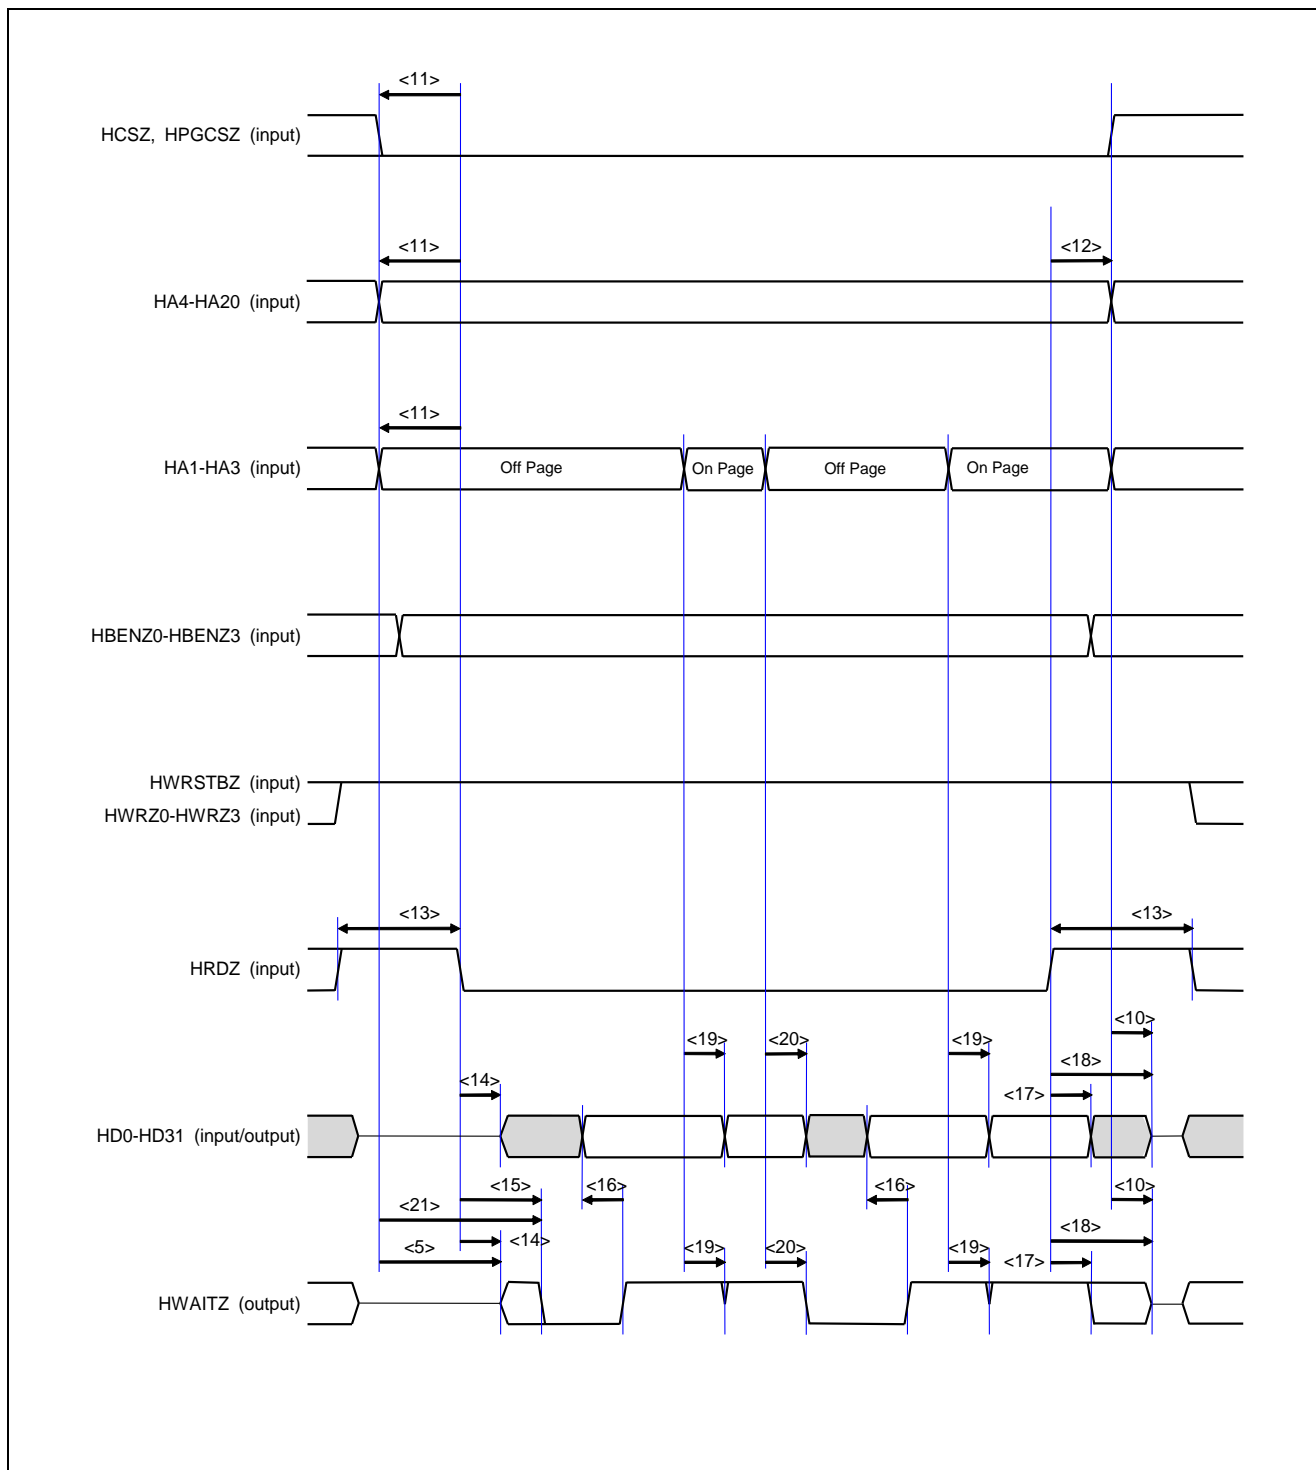 <11>
HCSZ, HPGCSZ (input)
<11>
<12>
HA4-HA20 (input)
<11>
HA1-HA3 (input)
Off Page
On Page
Off Page
On Page
HBENZ0-HBENZ3 (input)
HWRSTBZ (input)
HWRZ0-HWRZ3 (input)
<13>
<13>
HRDZ (input)
<10>
<19>
<20>
<19>
<18>
<14>
<17>
HD0-HD31 (input/output)
<15>
<16>
<16>
<10>
<21>
<18>
<5>
<14>
<19>
<20>
<19>
<17>
HWAITZ (output)